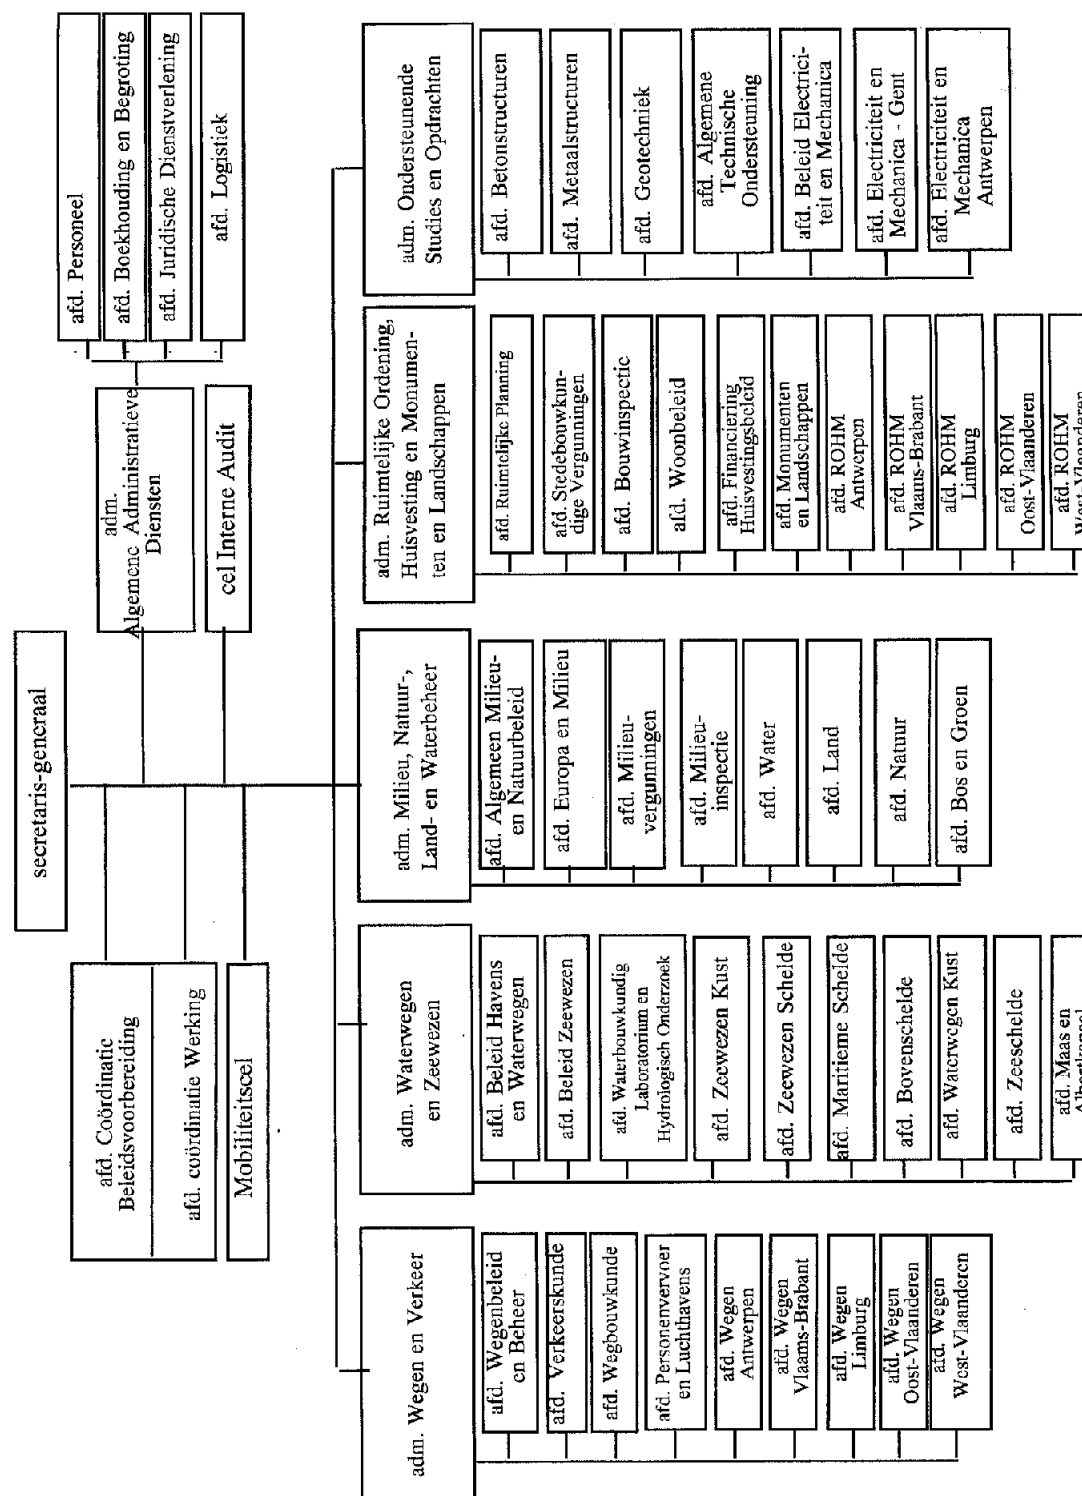 secretaris-generaal
afd. Coördinatie
Beleidsvoorbereiding
afd. coördinatie Werking
Mobiliteitscel
adm.
Algemene Administratieve
Diensten
cel Interne Audit
afd. Personeel
afd. Boekhouding en Begroting
afd. Juridische Dienstverlening
afd. Logistiek
adm. Wegen en Verkeer
afd. Wegenbeleid
en Beheer
afd. Verkeerskunde
afd. Wegbouwkunde
afd. Personenvervoer
en Luchthavens
afd. Wegen
Antwerpen
afd. Wegen
Vlaams-Brabant
afd. Wegen
Limburg
afd. Wegen
Oost-Vlaanderen
afd. Wegen
West-Vlaanderen
adm. Waterwegen
en Zeewezen
afd. Beleid Havens
en Waterwegen
afd. Beleid Zeewezen
afd. Waterbouwkundig
Laboratorium en
Hydrologisch Onderzoek
afd. Zeewezen Kust
afd. Zeewezen Schelde
afd. Maritieme Schelde
afd. Bovenschelde
afd. Waterwegen Kust
afd. Zeeschelde
afd. Maas en
adm. Milieu, Natuur-,
Land- en Waterbeheer
afd. Algemeen Milieu-
en Natuurbeleid
afd. Europa en Milieu
afd. Milieu-
vergunningen
afd. Milieu-
inspectie
afd. Water
afd. Land
afd. Natuur
afd. Bos en Groen
adm. Ruimtelijke Ordening,
Huisvesting en Monumen-
ten en Landschappen
afd. Ruimtelijke Planning
afd. Stedebouwkun-
dige Vergunningen
afd. Bouwinspectie
afd. Woonbeleid
afd. Financiering
Huisvestingsbeleid
afd. Monumenten
en Landschappen
afd. ROHM
Antwerpen
afd. ROHM
Vlaams-Brabant
afd. ROHM
Limburg
afd. ROHM
Oost-Vlaanderen
afd. ROHM
West-Vlaanderen
adm. Ondersteunende
Studies en Opdrachten
afd. Betonstructuren
afd. Metaalstructuren
afd. Geotechniek
afd. Algemene
Technische
Ondersteuning
afd. Beleid Electrici-
teit en Mechanica
afd. Electriciteit en
Mechanica - Gent
afd. Electriciteit en
Mechanica
Antwerpen